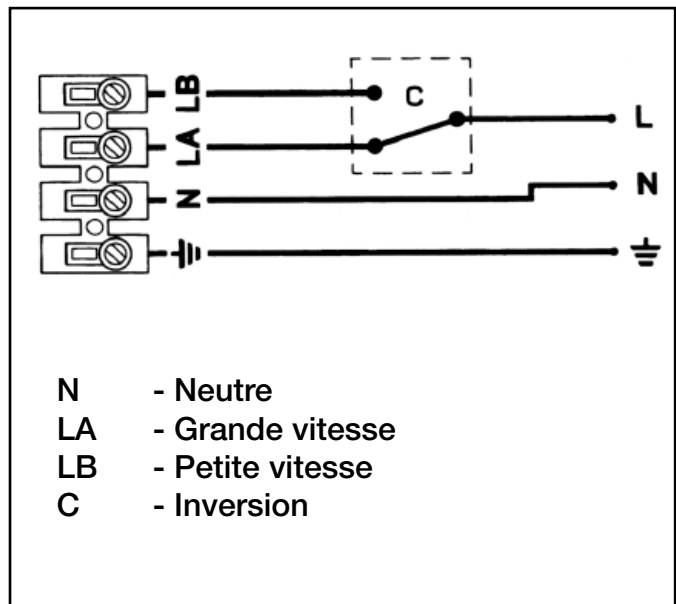 LB
C
L
LA
N
N
N - Neutre
LA - Grande vitesse
LB - Petite vitesse
C - Inversion